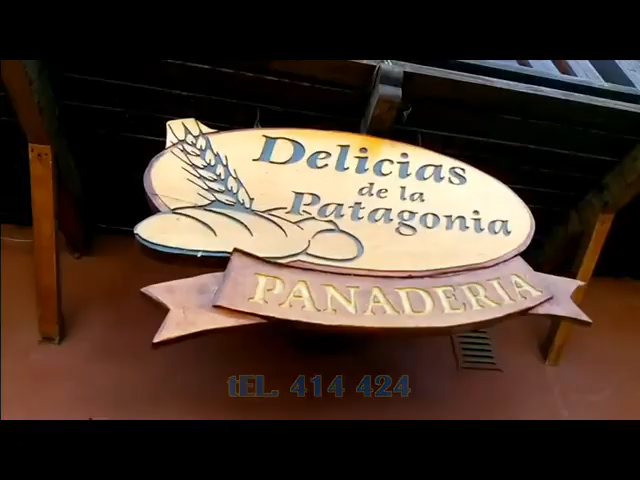 Delicias
de la
Patagonia
PANADERIA
tEL. 414 424